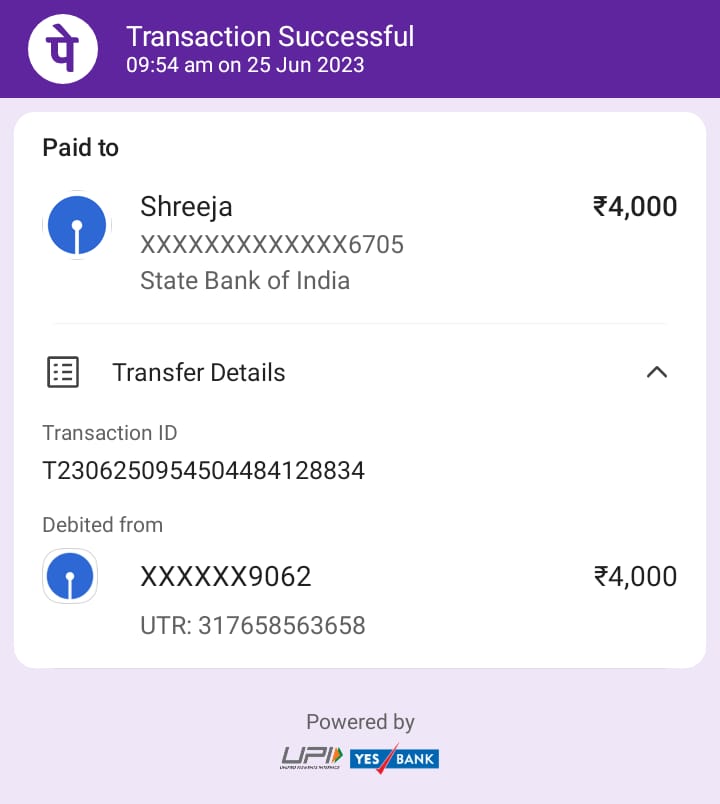 पे
Transaction Successful
09:54 am on 25 Jun 2023
Paid to
Shreeja
₹4,000
XXXXXXXXXXXXX6705
State Bank of India
Transfer Details
Transaction ID
T2306250954504484128834
Debited from
XXXXXX9062
₹4,000
UTR: 317658563658
Powered by
UPI
UNIFIED PAYMENTS INTERFACE
YES BANK